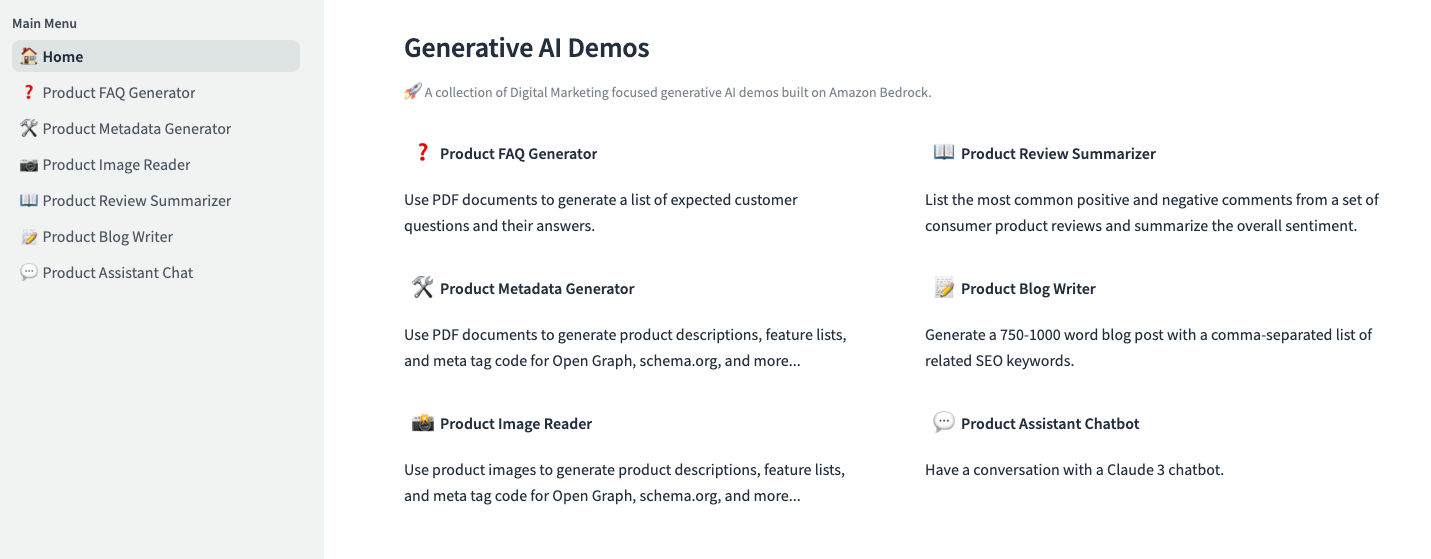 Main Menu
Home
Product FAQ Generator
Product Metadata Generator
Product Image Reader
Product Review Summarizer
Product Blog Writer
Product Assistant Chat
Generative AI Demos
A collection of Digital Marketing focused generative AI demos built on Amazon Bedrock.
Product FAQ Generator
Use PDF documents to generate a list of expected customer
questions and their answers.
Product Metadata Generator
Use PDF documents to generate product descriptions, feature lists,
and meta tag code for Open Graph, schema.org, and more...
Product Image Reader
Use product images to generate product descriptions, feature lists,
and meta tag code for Open Graph, schema.org, and more...
Product Review Summarizer
List the most common positive and negative comments from a set of
consumer product reviews and summarize the overall sentiment.
Product Blog Writer
Generate a 750-1000 word blog post with a comma-separated list of
related SEO keywords.
Product Assistant Chatbot
Have a conversation with a Claude 3 chatbot.